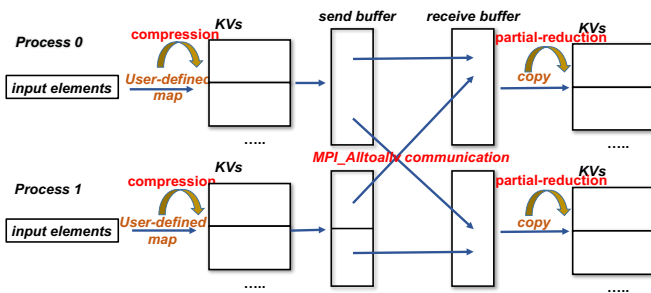 send buffer
receive buffer
KVs
KVs
Process 0
compression
partial-reduction
input elements
User-defined
map
copy
.....
.....
MPI_Alltoallv communication
Process 1
compression
KVs
partial-reduction
KVs
input elements
User-defined
map
copy
.....
.....